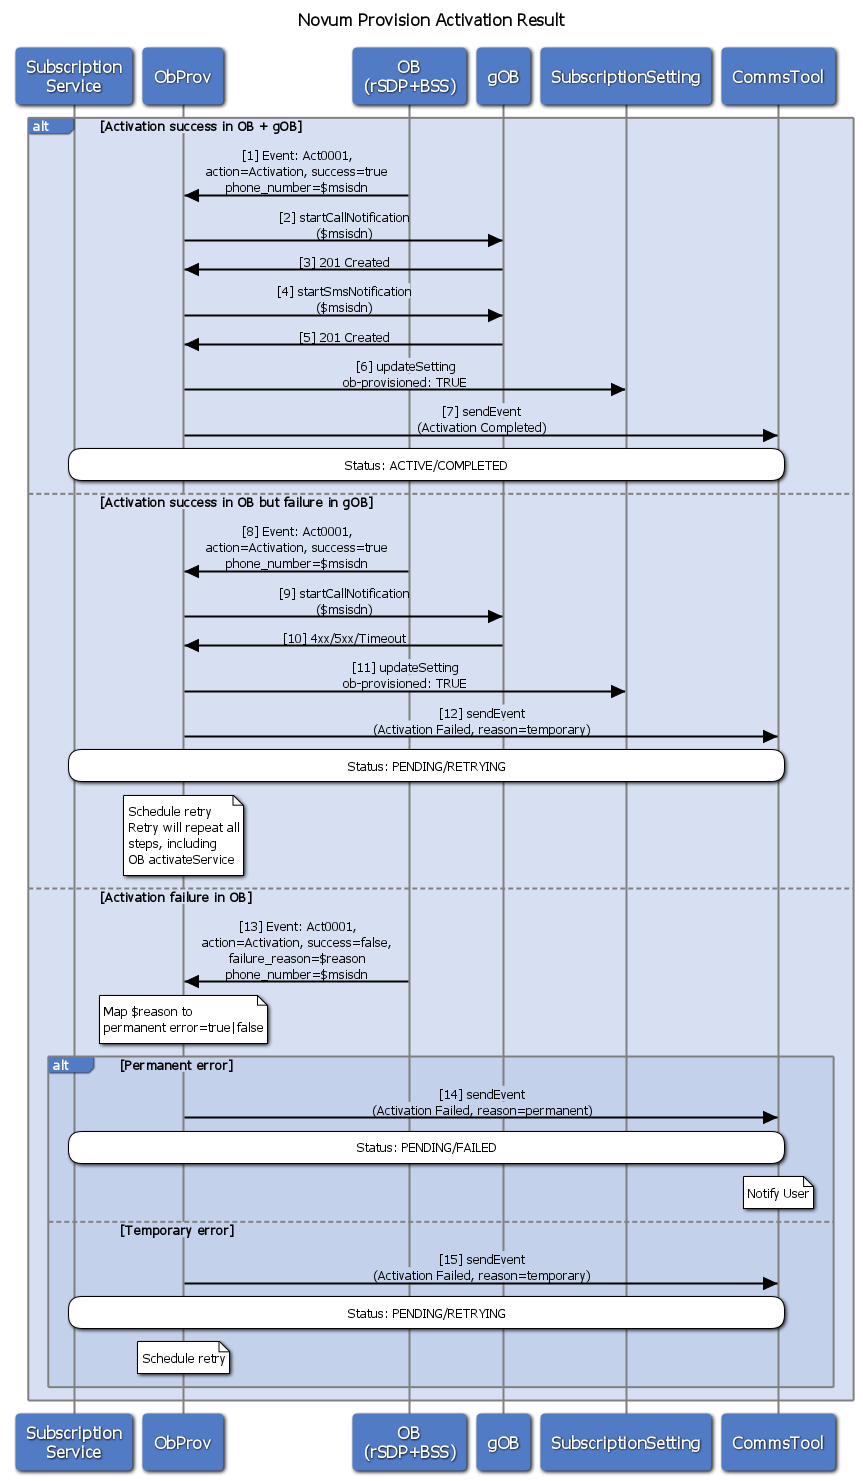 Novum Provision Activation Result
Subscription
Service
ObProv
OB
(rSDP+BSS)
gOB
SubscriptionSetting
CommsTool
alt
[Activation success in OB + gOB]
[1] Event: Act0001,
action=Activation, success=true
phone_number=$msisdn
[2] startCallNotification
($msisdn)
[3] 201 Created
[4] startSmsNotification
($msisdn)
[5] 201 Created
[6] updateSetting
ob-provisioned: TRUE
[7] sendEvent
(Activation Completed)
Status: ACTIVE/COMPLETED
[Activation success in OB but failure in gOB]
[8] Event: Act0001,
action=Activation, success=true
phone_number=$msisdn
[9] startCallNotification
($msisdn)
[10] 4xx/5xx/Timeout
[11] updateSetting
ob-provisioned: TRUE
[12] sendEvent
(Activation Failed, reason=temporary)
Status: PENDING/RETRYING
Schedule retry
Retry will repeat all
steps, including
OB activateService
[Activation failure in OB]
[13] Event: Act0001,
action=Activation, success=false,
failure_reason=$reason
phone_number=$msisdn
Map $reason to
permanent error=true|false
alt
[Permanent error]
[14] sendEvent
(Activation Failed, reason=permanent)
Status: PENDING/FAILED
Notify User
[Temporary error]
[15] sendEvent
(Activation Failed, reason=temporary)
Status: PENDING/RETRYING
Schedule retry
Subscription
Service
ObProv
OB
(rSDP+BSS)
gOB
SubscriptionSetting
CommsTool